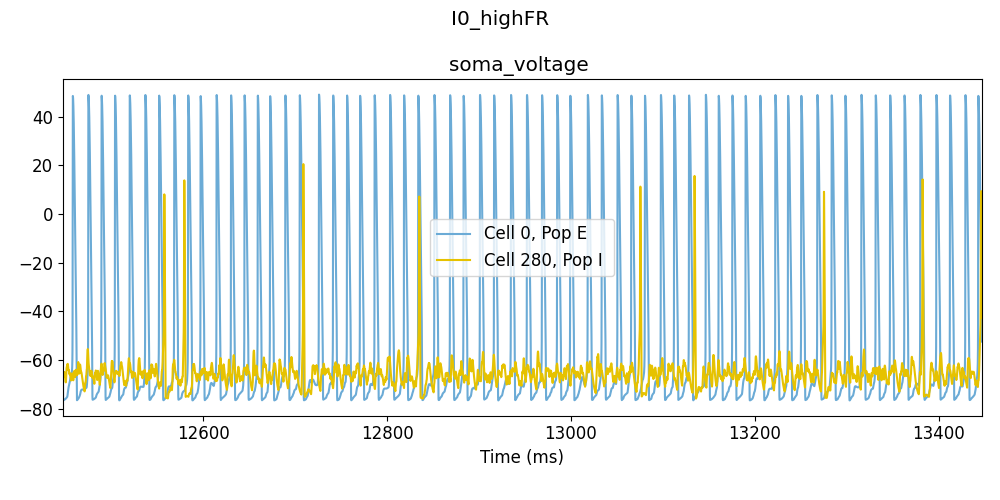 I0_highFR
soma_voltage
40
20
0
−20
−40
−60
−80
Cell 0, Pop E
Cell 280, Pop I
12600 12800 13000 13200 13400
Time (ms)